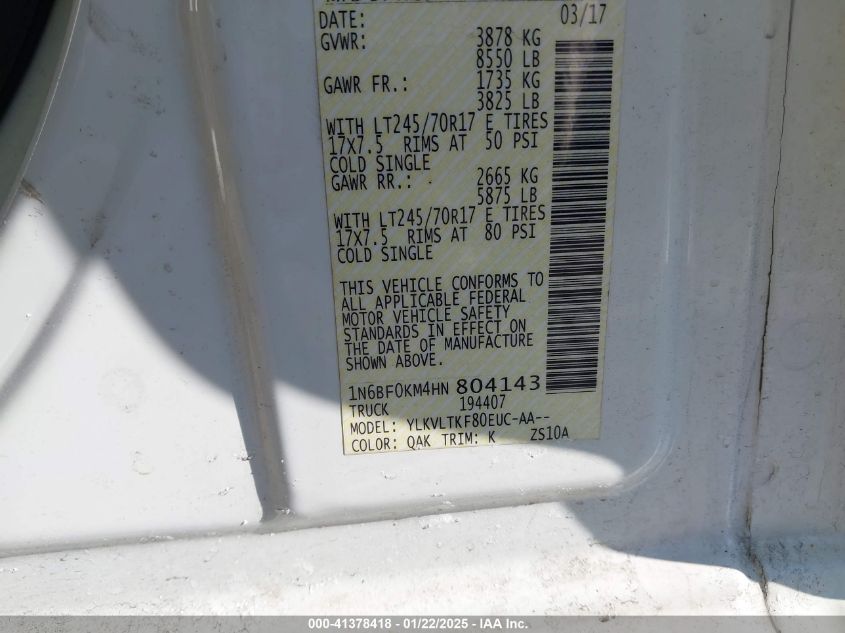 DATE: 03/17
GVWR: 3878 KG
8550 LB
GAWR FR.: 1735 KG
3825 LB
WITH LT245/70R17 E TIRES
17X7.5 RIMS AT 50 PSI
COLD SINGLE
GAWR RR.: 2665 KG
5875 LB
WITH LT245/70R17 E TIRES
17X7.5 RIMS AT 80 PSI
COLD SINGLE
THIS VEHICLE CONFORMS TO
ALL APPLICABLE FEDERAL
MOTOR VEHICLE SAFETY
STANDARDS IN EFFECT ON
THE DATE OF MANUFACTURE
SHOWN ABOVE.
1N6BF0KM4HN 804143
TRUCK 194407
MODEL: YLKVLTKF80EUC-AA--
COLOR: QAK TRIM: K ZS10A
000-41378418 - 01/22/2025 - IAA Inc.